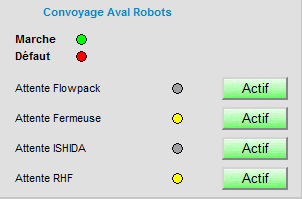 Convoyage Aval Robots
Marche
Défaut
Attente Flowpack Actif
Attente Fermeuse Actif
Attente ISHIDA Actif
Attente RHF Actif